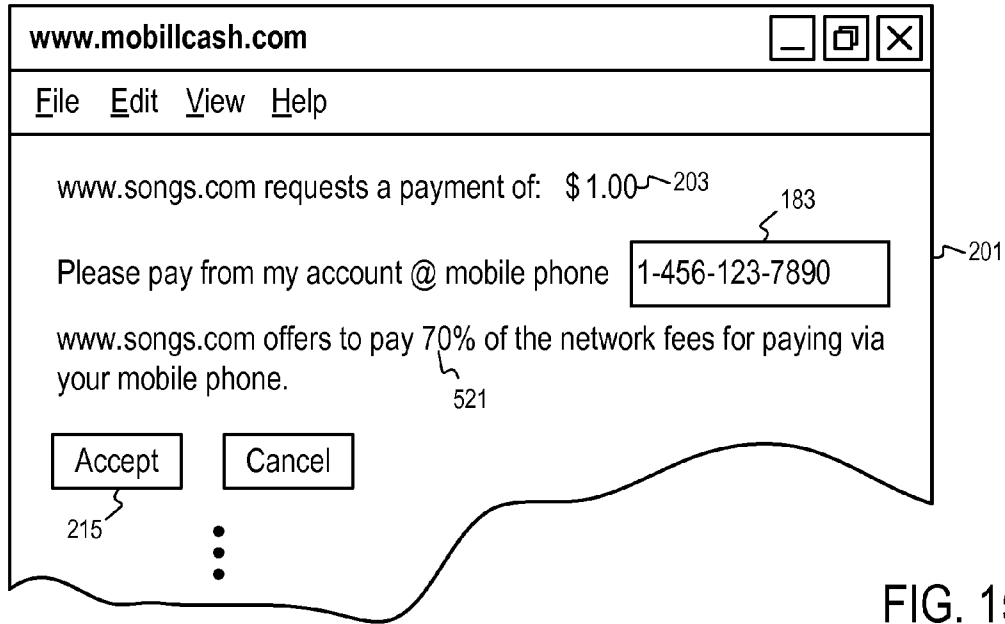 www.mobillcash.com
File Edit View Help
www.songs.com requests a payment of: $ 1.00 203
183
Please pay from my account @ mobile phone 1-456-123-7890 201
www.songs.com offers to pay 70% of the network fees for paying via
your mobile phone.
521
Accept Cancel
215
FIG.